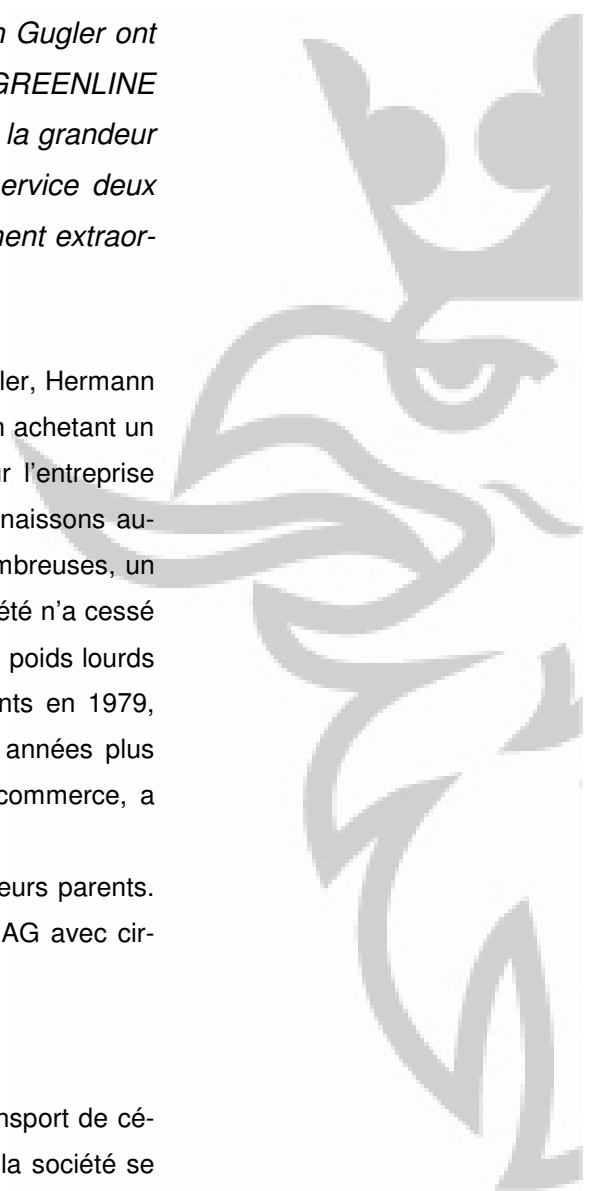 n Gugler ont
GREENLINE
la grandeur
ervice deux
ment extraor-
ler, Hermann
n achetant un
r l'entreprise
naissons au-
mbreuses, un
été n'a cessé
poids lourds
nts en 1979,
années plus
commerce, a
eurs parents.
AG avec cir-
nsport de cé-
la société se